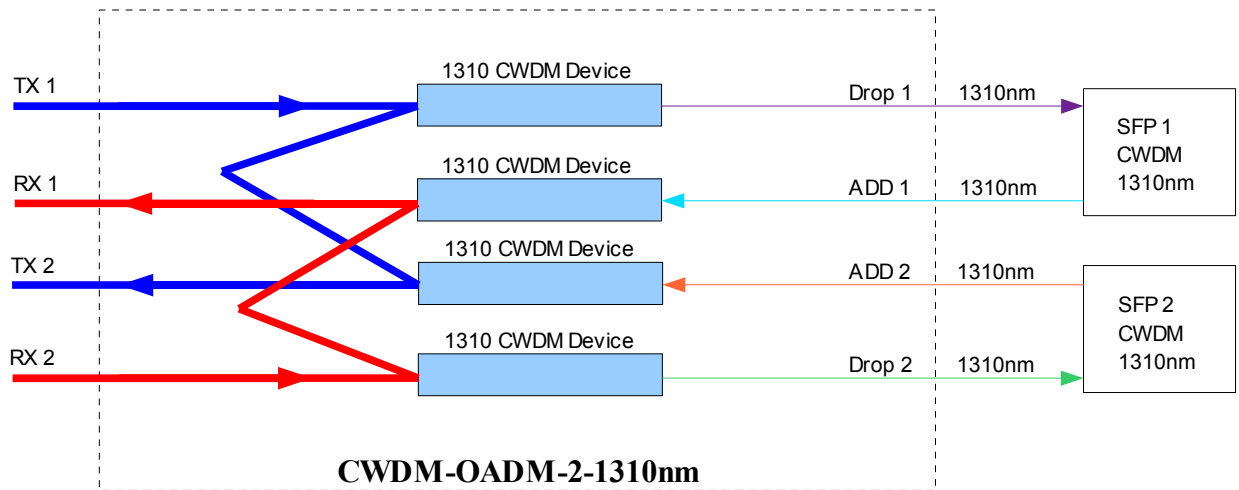 1310 CWDM Device
TX 1
Drop 1
1310nm
SFP 1
CWDM
1310nm
1310 CWDM Device
RX 1
ADD 1
1310nm
1310 CWDM Device
TX 2
ADD 2
1310nm
SFP 2
CWDM
1310nm
1310 CWDM Device
RX 2
Drop 2
1310nm
CWDM-OADM-2-1310nm